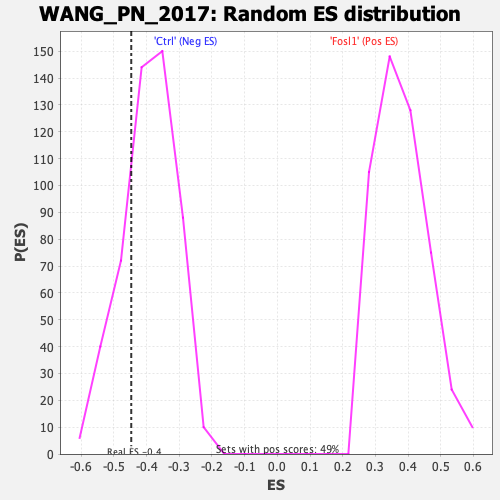 WANG_PN_2017: Random ES distribution
'Ctrl' (Neg ES) 'Fosl1' (Pos ES)
150
140
130
120
110
100
90
80
70
60
50
40
30
20
10
0
P(ES)
Real ES -0.4 Sets with pos scores: 49%
-0.6 -0.5 -0.4 -0.3 -0.2 -0.1 0.0 0.1 0.2 0.3 0.4 0.5 0.6
ES